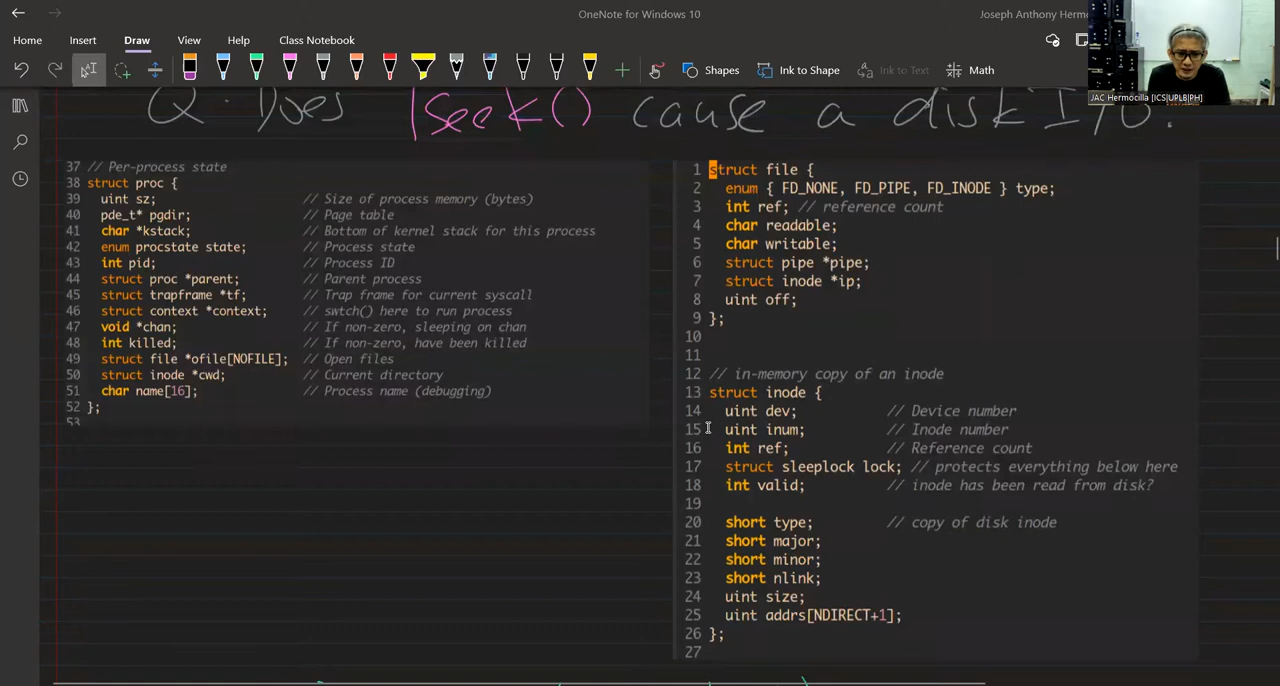 OneNote for Windows 10
Joseph Anthony Hermo
Home Insert Draw View Help Class Notebook
Shapes Ink to Shape Ink to Text Math
JAC Hermocilla [ICS|UPLB|PH]
Q. Does lseek() cause a disk I/O.
37 // Per-process state
38 struct proc {
39 uint sz; // Size of process memory (bytes)
40 pde_t* pgdir; // Page table
41 char *kstack; // Bottom of kernel stack for this process
42 enum procstate state; // Process state
43 int pid; // Process ID
44 struct proc *parent; // Parent process
45 struct trapframe *tf; // Trap frame for current syscall
46 struct context *context; // swtch() here to run process
47 void *chan; // If non-zero, sleeping on chan
48 int killed; // If non-zero, have been killed
49 struct file *ofile[NOFILE]; // Open files
50 struct inode *cwd; // Current directory
51 char name[16]; // Process name (debugging)
52 };
53
1 struct file {
2 enum { FD_NONE, FD_PIPE, FD_INODE } type;
3 int ref; // reference count
4 char readable;
5 char writable;
6 struct pipe *pipe;
7 struct inode *ip;
8 uint off;
9 };
10
11
12 // in-memory copy of an inode
13 struct inode {
14 uint dev; // Device number
15 uint inum; // Inode number
16 int ref; // Reference count
17 struct sleeplock lock; // protects everything below here
18 int valid; // inode has been read from disk?
19
20 short type; // copy of disk inode
21 short major;
22 short minor;
23 short nlink;
24 uint size;
25 uint addrs[NDIRECT+1];
26 };
27